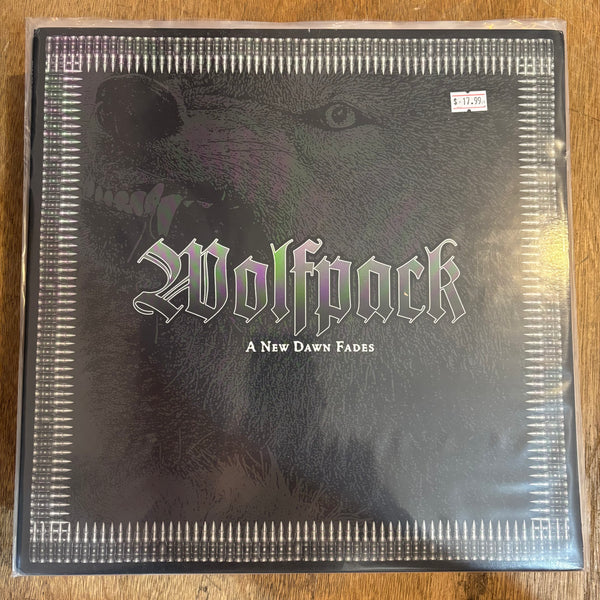 $ 17.99
Wolfpack
A New Dawn Fades